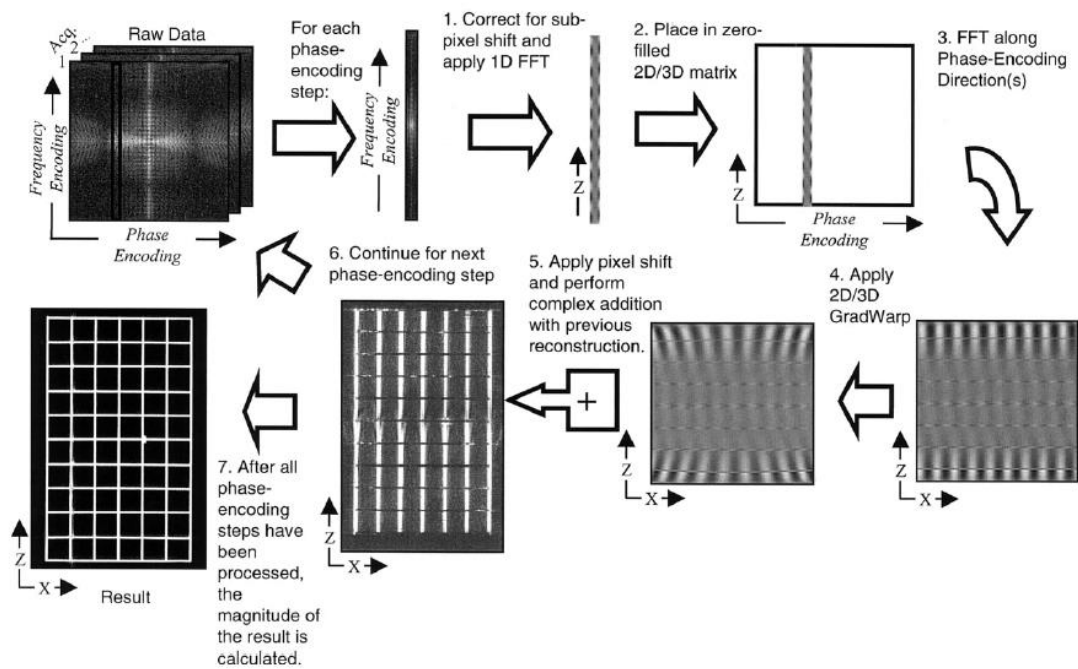 Acq.
1 2 ...
Raw Data
Frequency
Encoding
Phase
Encoding
For each
phase-
encoding
step:
Frequency
Encoding
1. Correct for sub-
pixel shift and
apply 1D FFT
Z
2. Place in zero-
filled
2D/3D matrix
Z
Phase
Encoding
3. FFT along
Phase-Encoding
Direction(s)
4. Apply
2D/3D
GradWarp
Z
X
5. Apply pixel shift
and perform
complex addition
with previous
reconstruction.
+
Z
X
6. Continue for next
phase-encoding step
Z
X
7. After all
phase-
encoding
steps have
been
processed,
the
magnitude of
the result is
calculated.
Z
X
Result